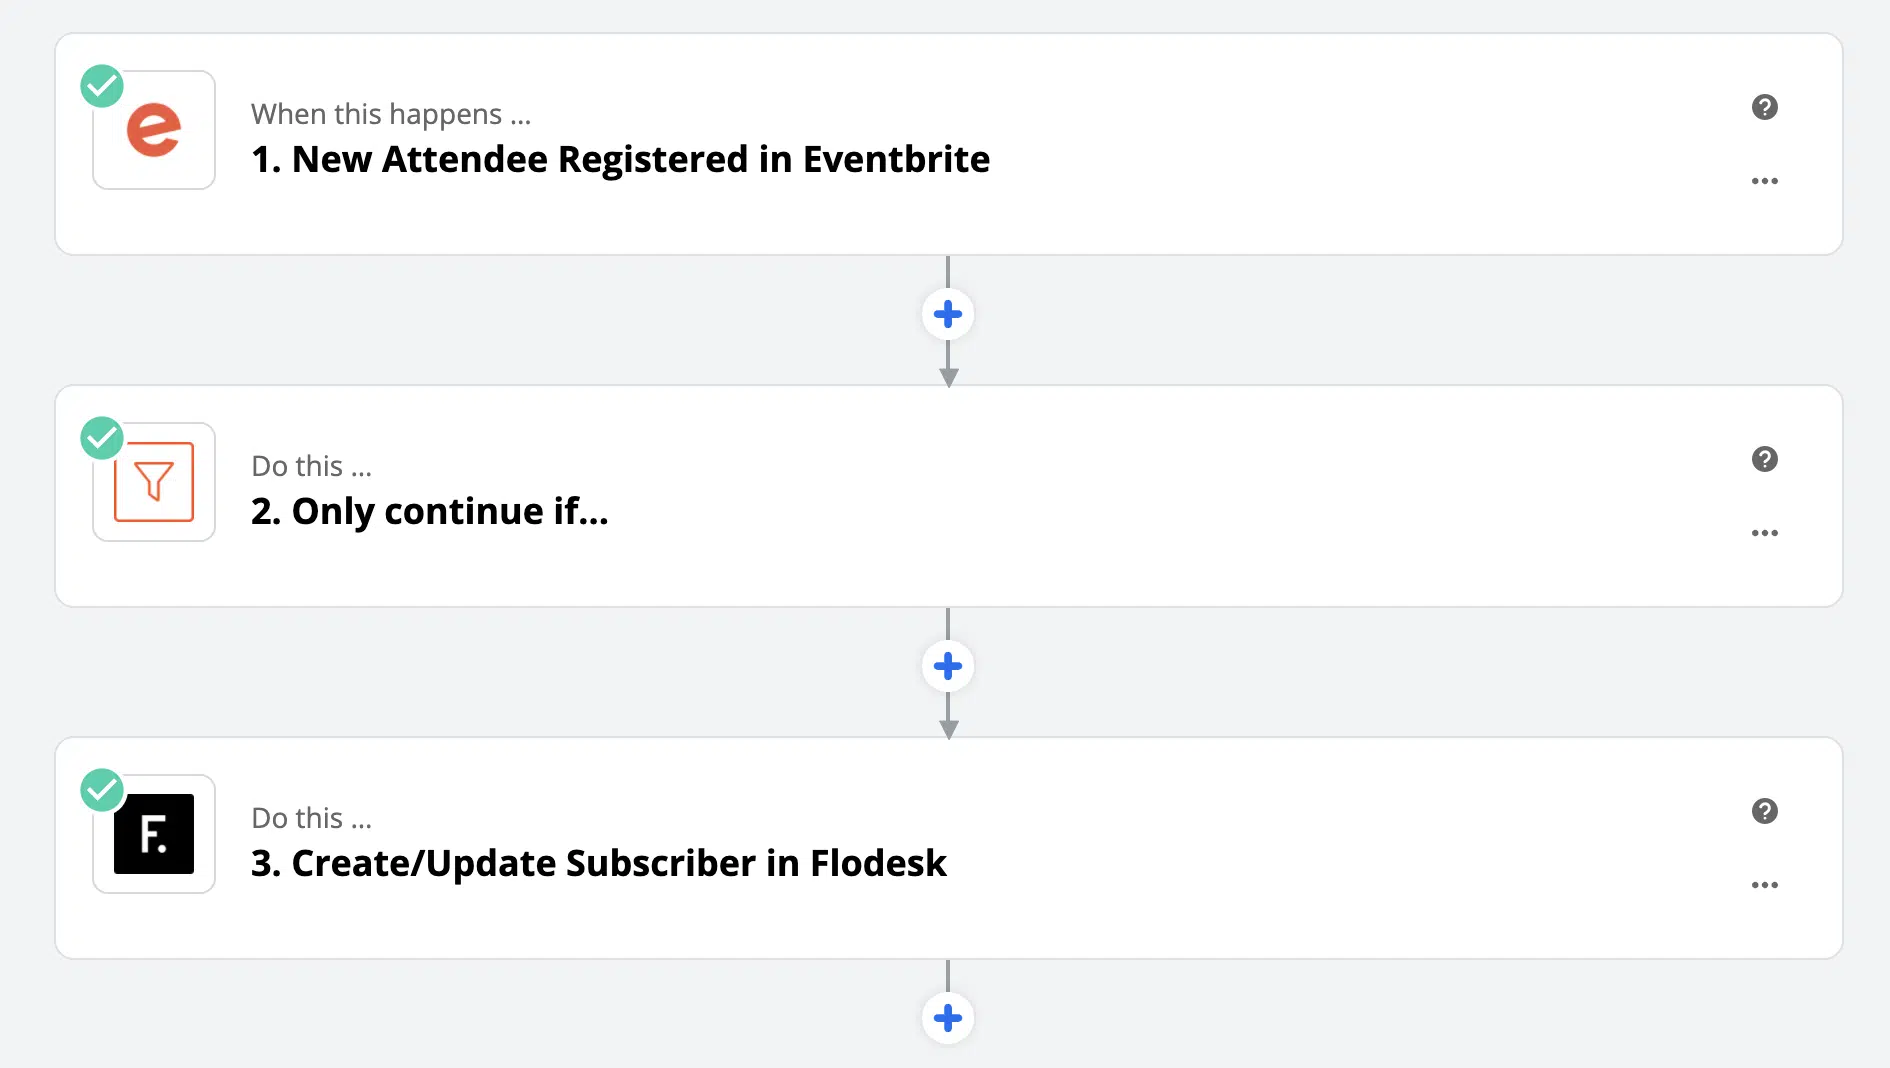 When this happens ...
1. New Attendee Registered in Eventbrite
Do this ...
2. Only continue if...
F.
Do this ...
3. Create/Update Subscriber in Flodesk